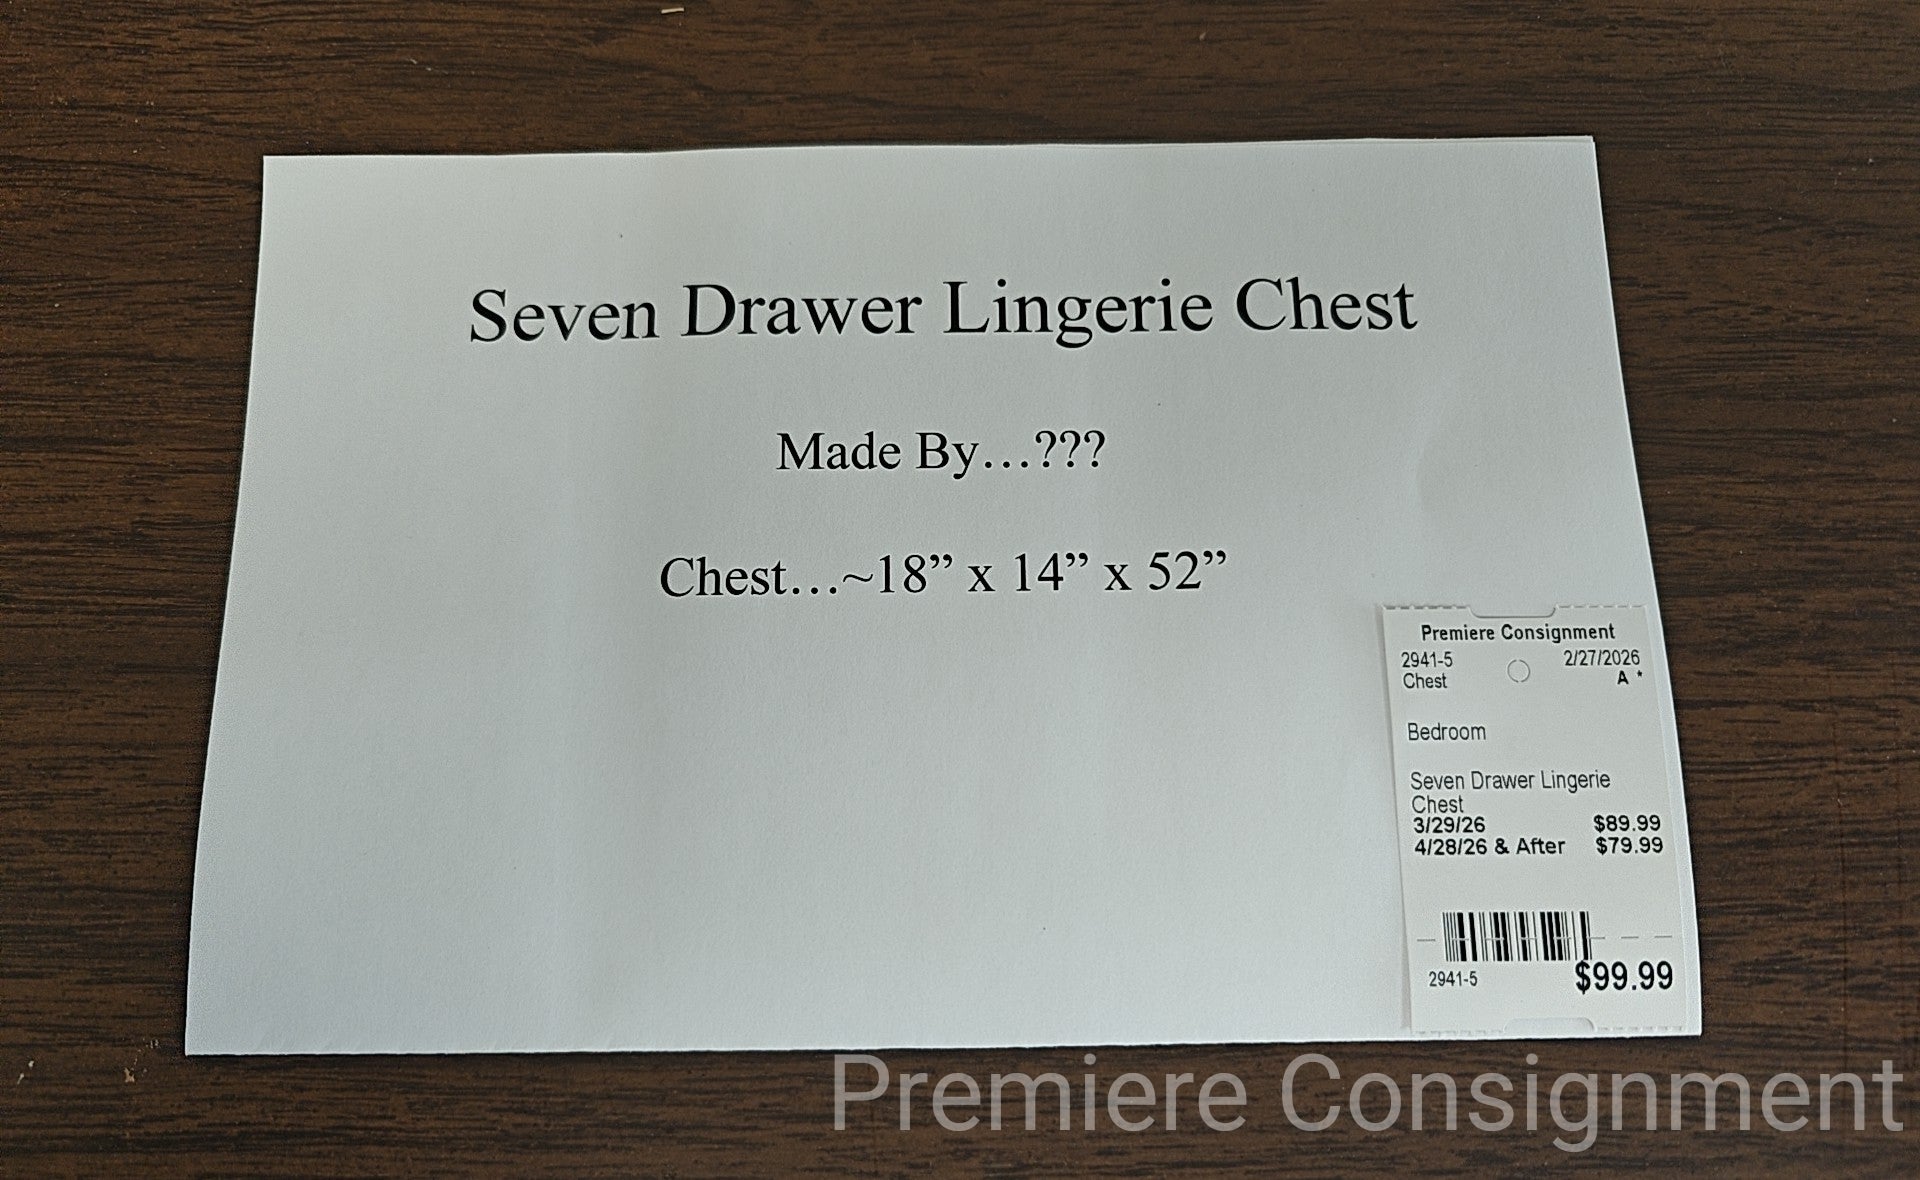 Seven Drawer Lingerie Chest
Made By…???
Chest…~18” x 14” x 52”
Premiere Consignment
2941-5 2/27/2026
Chest A *
Bedroom
Seven Drawer Lingerie
Chest
3/29/26 $89.99
4/28/26 & After $79.99
2941-5 $99.99
Premiere Consignment